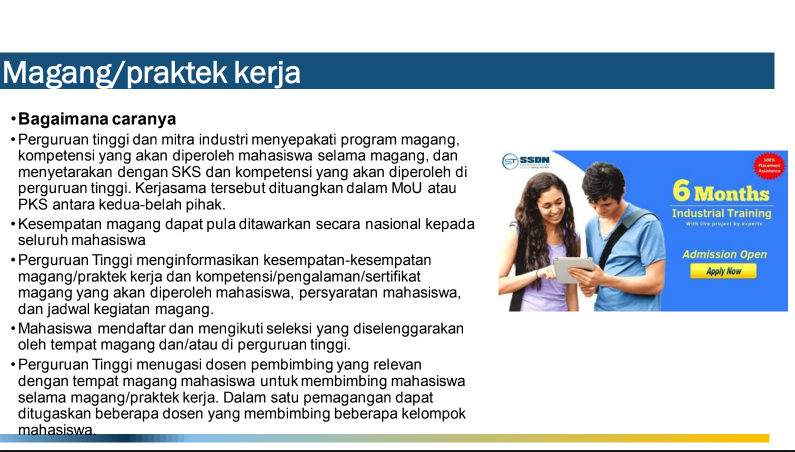 Magang/praktek kerja
•Bagaimana caranya
•Perguruan tinggi dan mitra industri menyepakati program magang,
kompetensi yang akan diperoleh mahasiswa selama magang, dan
menyetarakan dengan SKS dan kompetensi yang akan diperoleh di
perguruan tinggi. Kerjasama tersebut dituangkan dalam MoU atau
PKS antara kedua-belah pihak.
•Kesempatan magang dapat pula ditawarkan secara nasional kepada
seluruh mahasiswa
•Perguruan Tinggi menginformasikan kesempatan-kesempatan
magang/praktek kerja dan kompetensi/pengalaman/sertifikat
magang yang akan diperoleh mahasiswa, persyaratan mahasiswa,
dan jadwal kegiatan magang.
•Mahasiswa mendaftar dan mengikuti seleksi yang diselenggarakan
oleh tempat magang dan/atau di perguruan tinggi.
•Perguruan Tinggi menugasi dosen pembimbing yang relevan
dengan tempat magang mahasiswa untuk membimbing mahasiswa
selama magang/praktek kerja. Dalam satu pemagangan dapat
ditugaskan beberapa dosen yang membimbing beberapa kelompok
mahasiswa.
ST SSDN
100%
Placement
Assistance
6 Months
Industrial Training
With live project by experts
Admission Open
Apply Now